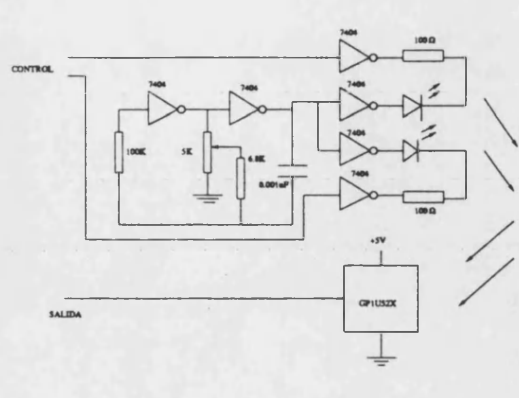 7404
100 Ω
CONTROL
7404
7404
7404
7404
100K
5K
6.8K
0.001uF
7404
100 Ω
+5V
GP1U52X
SALIDA